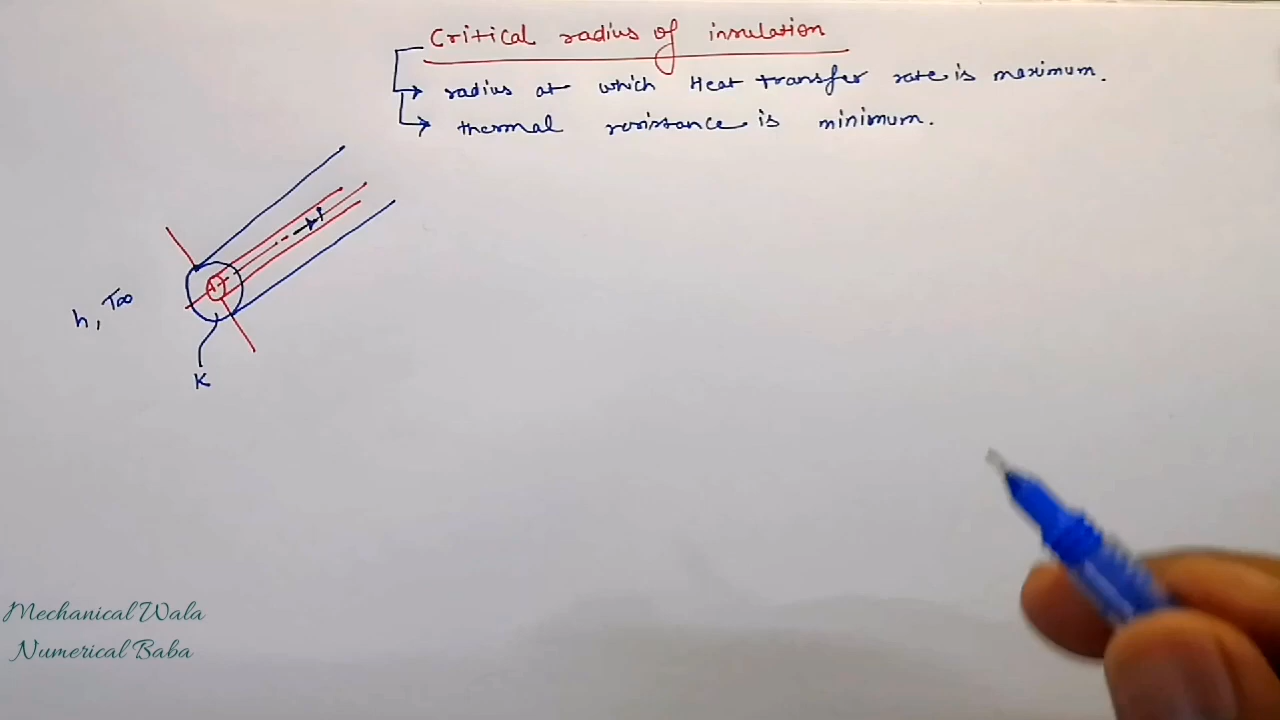 Critical radius of insulation
radius at which Heat transfer rate is maximum.
thermal resistance is minimum.
h, T∞
K
Mechanical Wala
Numerical Baba